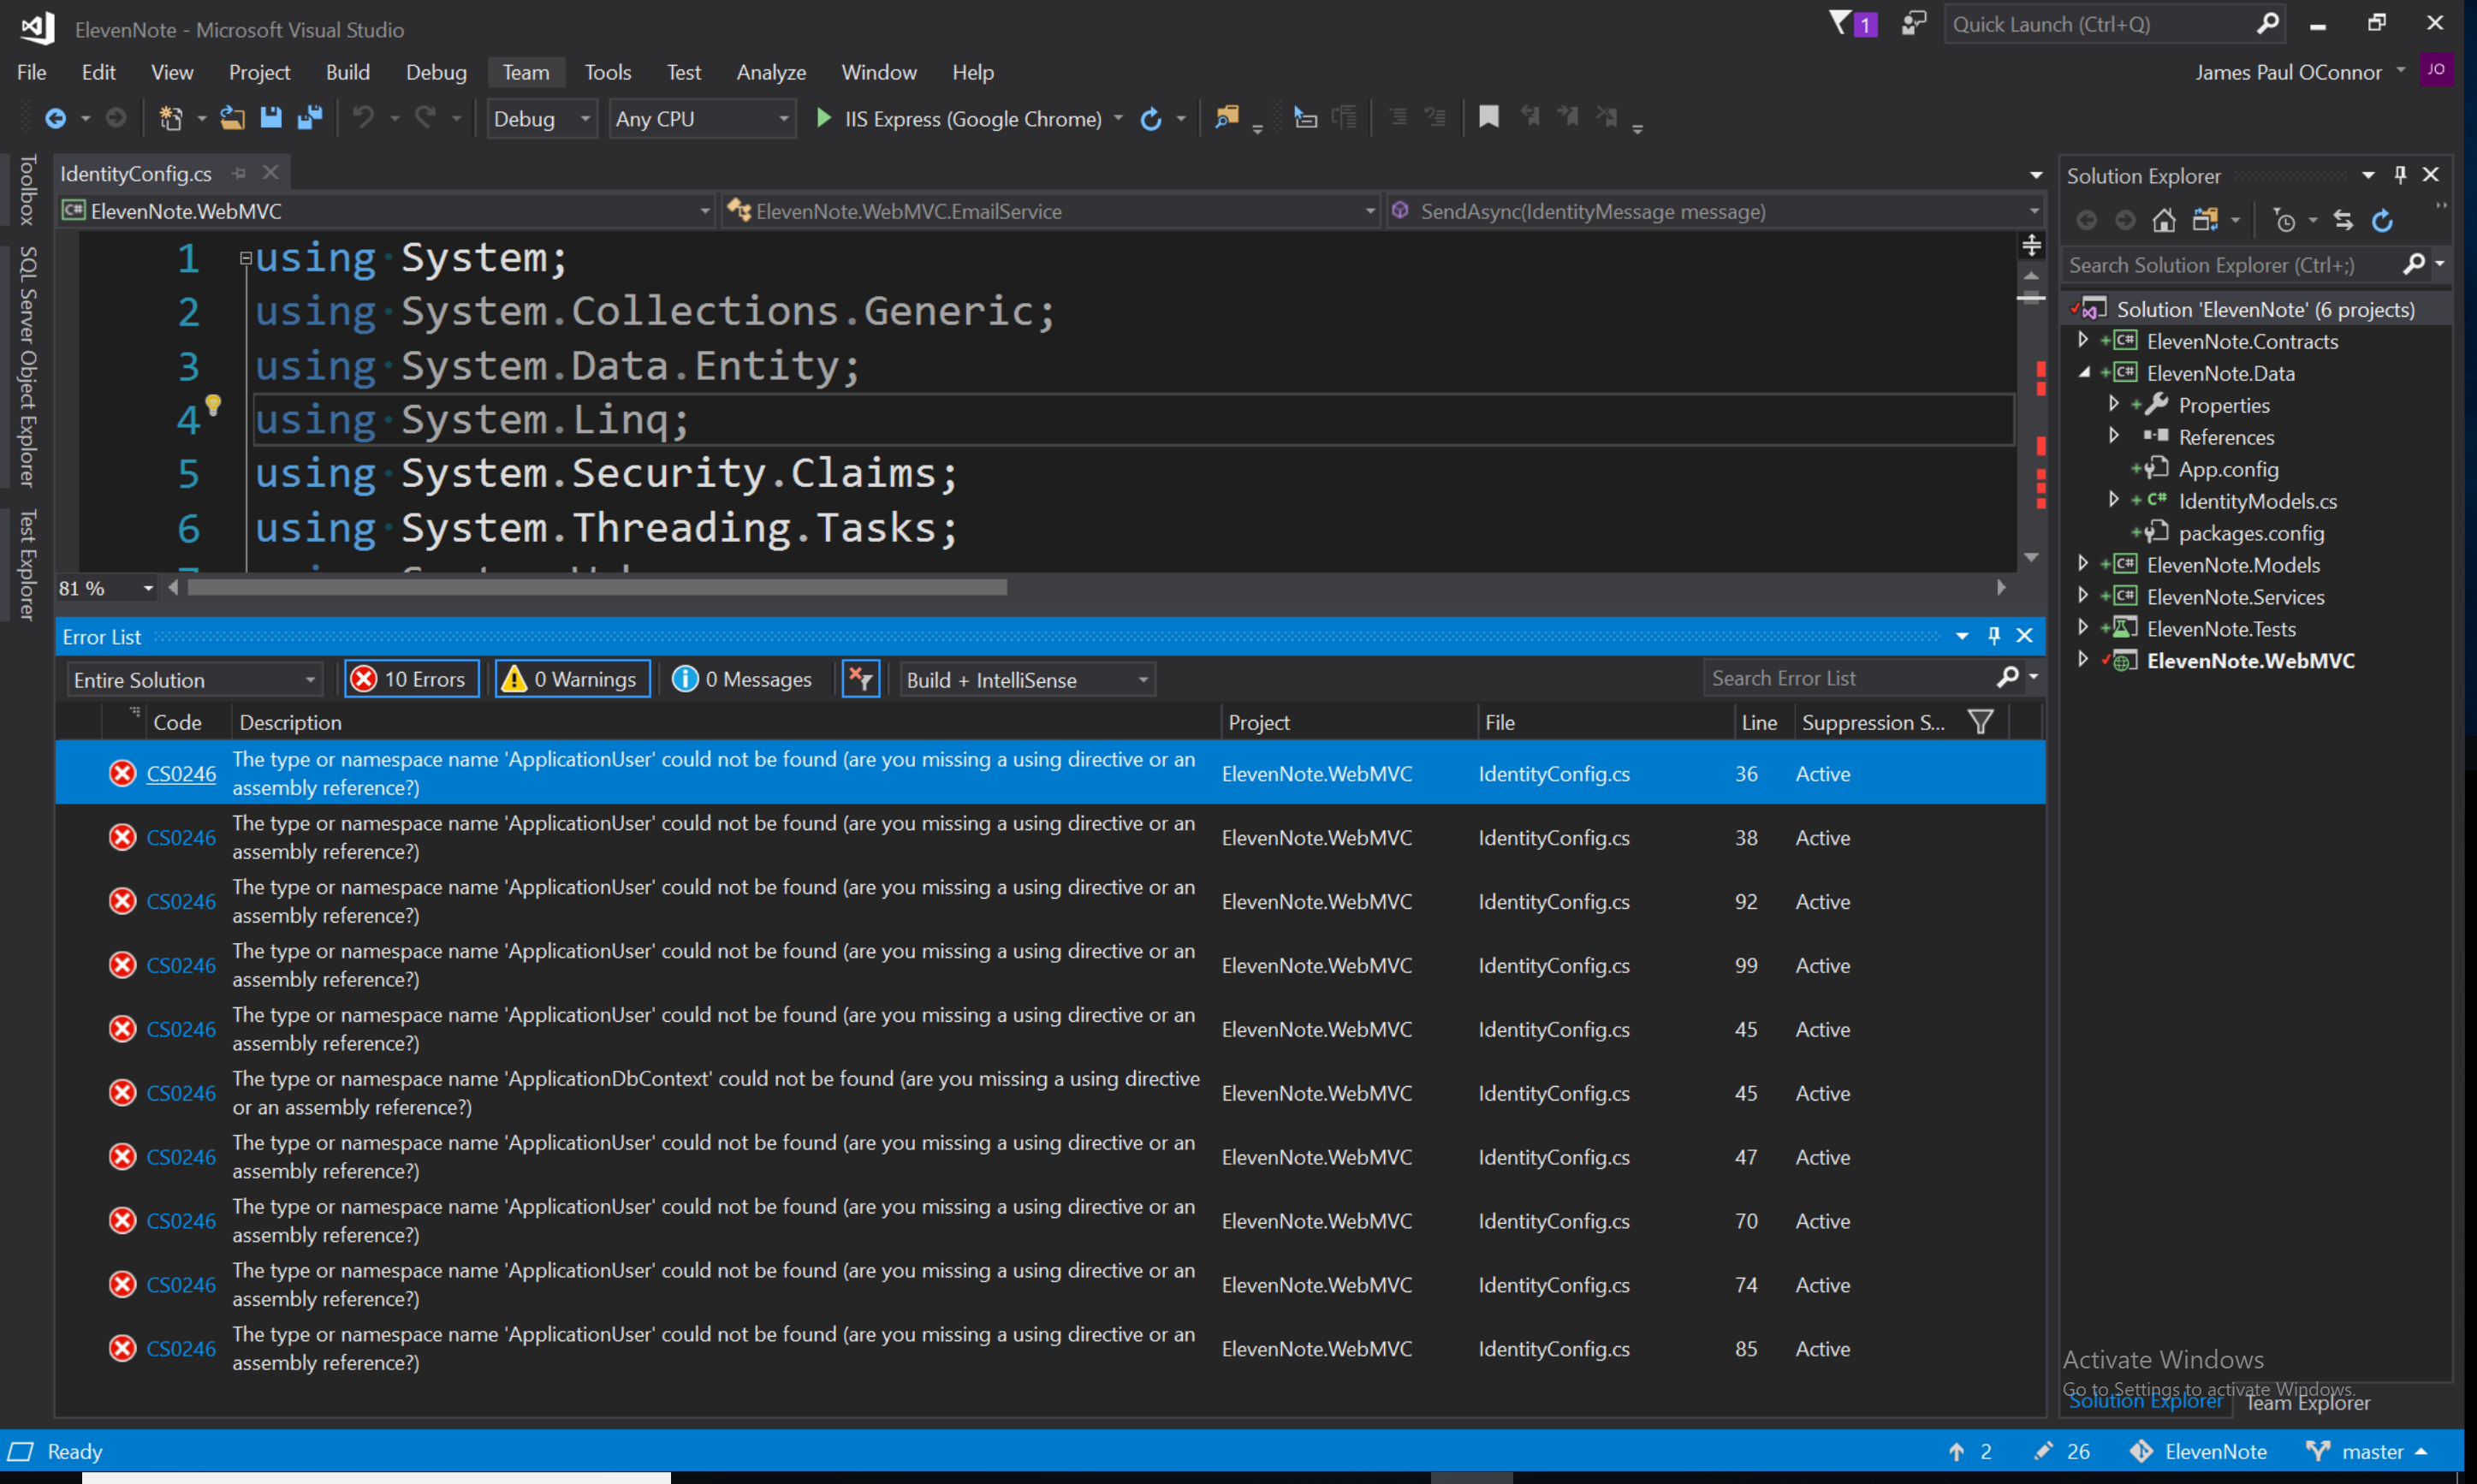 ElevenNote - Microsoft Visual Studio
1
Quick Launch (Ctrl+Q)
File Edit View Project Build Debug Team Tools Test Analyze Window Help
James Paul OConnor JO
Debug Any CPU IIS Express (Google Chrome)
Toolbox
SQL Server Object Explorer
Test Explorer
IdentityConfig.cs
C# ElevenNote.WebMVC ElevenNote.WebMVC.EmailService SendAsync(IdentityMessage message)
1 using System;
2 using System.Collections.Generic;
3 using System.Data.Entity;
4 using System.Linq;
5 using System.Security.Claims;
6 using System.Threading.Tasks;
81 %
Error List
Entire Solution 10 Errors 0 Warnings 0 Messages Build + IntelliSense Search Error List
Code Description Project File Line Suppression S...
CS0246 The type or namespace name 'ApplicationUser' could not be found (are you missing a using directive or an
assembly reference?) ElevenNote.WebMVC IdentityConfig.cs 36 Active
CS0246 The type or namespace name 'ApplicationUser' could not be found (are you missing a using directive or an
assembly reference?) ElevenNote.WebMVC IdentityConfig.cs 38 Active
CS0246 The type or namespace name 'ApplicationUser' could not be found (are you missing a using directive or an
assembly reference?) ElevenNote.WebMVC IdentityConfig.cs 92 Active
CS0246 The type or namespace name 'ApplicationUser' could not be found (are you missing a using directive or an
assembly reference?) ElevenNote.WebMVC IdentityConfig.cs 99 Active
CS0246 The type or namespace name 'ApplicationUser' could not be found (are you missing a using directive or an
assembly reference?) ElevenNote.WebMVC IdentityConfig.cs 45 Active
CS0246 The type or namespace name 'ApplicationDbContext' could not be found (are you missing a using directive
or an assembly reference?) ElevenNote.WebMVC IdentityConfig.cs 45 Active
CS0246 The type or namespace name 'ApplicationUser' could not be found (are you missing a using directive or an
assembly reference?) ElevenNote.WebMVC IdentityConfig.cs 47 Active
CS0246 The type or namespace name 'ApplicationUser' could not be found (are you missing a using directive or an
assembly reference?) ElevenNote.WebMVC IdentityConfig.cs 70 Active
CS0246 The type or namespace name 'ApplicationUser' could not be found (are you missing a using directive or an
assembly reference?) ElevenNote.WebMVC IdentityConfig.cs 74 Active
CS0246 The type or namespace name 'ApplicationUser' could not be found (are you missing a using directive or an
assembly reference?) ElevenNote.WebMVC IdentityConfig.cs 85 Active
Solution Explorer
Search Solution Explorer (Ctrl+;)
Solution 'ElevenNote' (6 projects)
C# ElevenNote.Contracts
C# ElevenNote.Data
Properties
References
App.config
C# IdentityModels.cs
packages.config
C# ElevenNote.Models
C# ElevenNote.Services
ElevenNote.Tests
ElevenNote.WebMVC
Activate Windows
Go to Settings to activate Windows.
Solution Explorer Team Explorer
Ready 2 26 ElevenNote master